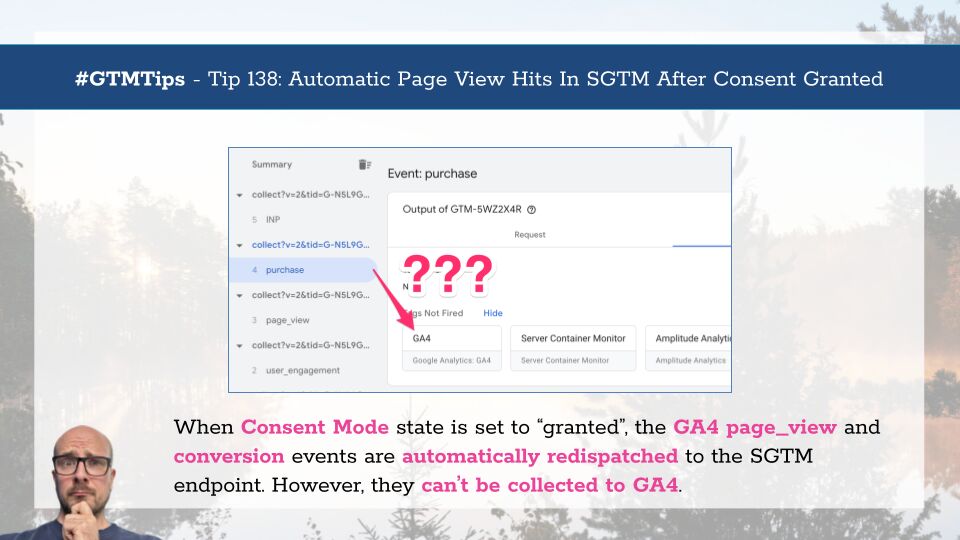 #GTMTips - Tip 138: Automatic Page View Hits In SGTM After Consent Granted
Summary
collect?v=2&tid=G-N5L9G...
5 INP
collect?v=2&tid=G-N5L9G...
4 purchase
collect?v=2&tid=G-N5L9G...
3 page_view
collect?v=2&tid=G-N5L9G...
2 user_engagement
collect?v=2&tid=G-N5L9G...
Event: purchase
Output of GTM-5WZ2X4R
Request
???
Not Fired
Hide
GA4
Google Analytics: GA4
Server Container Monitor
Server Container Monitor
Amplitude
Amplitude Analytics
When Consent Mode state is set to “granted”, the GA4 page_view and
conversion events are automatically redispatched to the SGTM
endpoint. However, they can’t be collected to GA4.